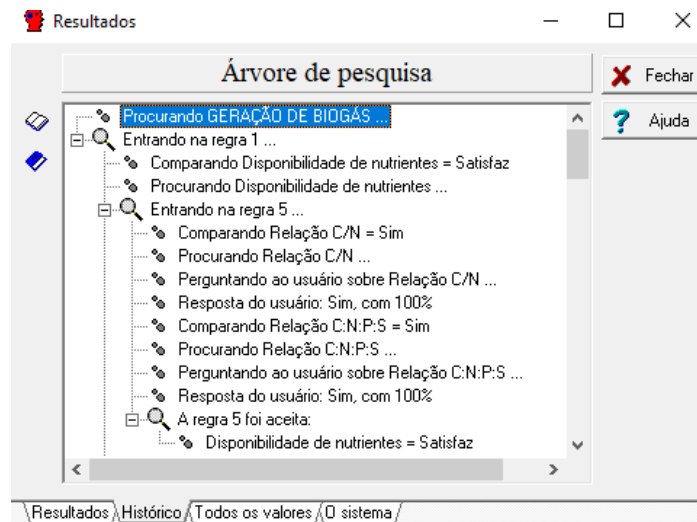 Resultados
Árvore de pesquisa
Fechar
Ajuda
Procurando GERAÇÃO DE BIOGÁS ...
Entrando na regra 1 ...
Comparando Disponibilidade de nutrientes = Satisfaz
Procurando Disponibilidade de nutrientes ...
Entrando na regra 5 ...
Comparando Relação C/N = Sim
Procurando Relação C/N ...
Perguntando ao usuário sobre Relação C/N ...
Resposta do usuário: Sim, com 100%
Comparando Relação C:N:P:S = Sim
Procurando Relação C:N:P:S ...
Perguntando ao usuário sobre Relação C:N:P:S ...
Resposta do usuário: Sim, com 100%
A regra 5 foi aceita:
Disponibilidade de nutrientes = Satisfaz
Resultados Histórico Todos os valores O sistema